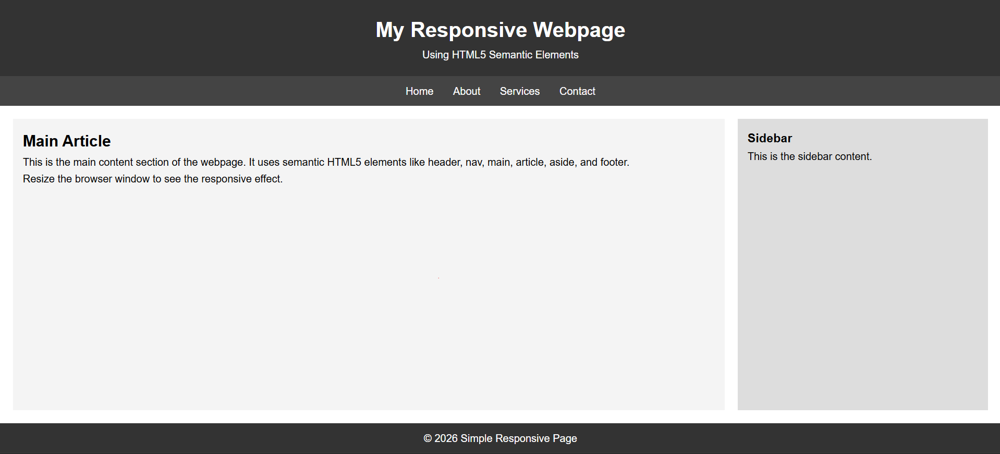 My Responsive Webpage
Using HTML5 Semantic Elements
Home About Services Contact
Main Article
This is the main content section of the webpage. It uses semantic HTML5 elements like header, nav, main, article, aside, and footer.
Resize the browser window to see the responsive effect.
Sidebar
This is the sidebar content.
© 2026 Simple Responsive Page